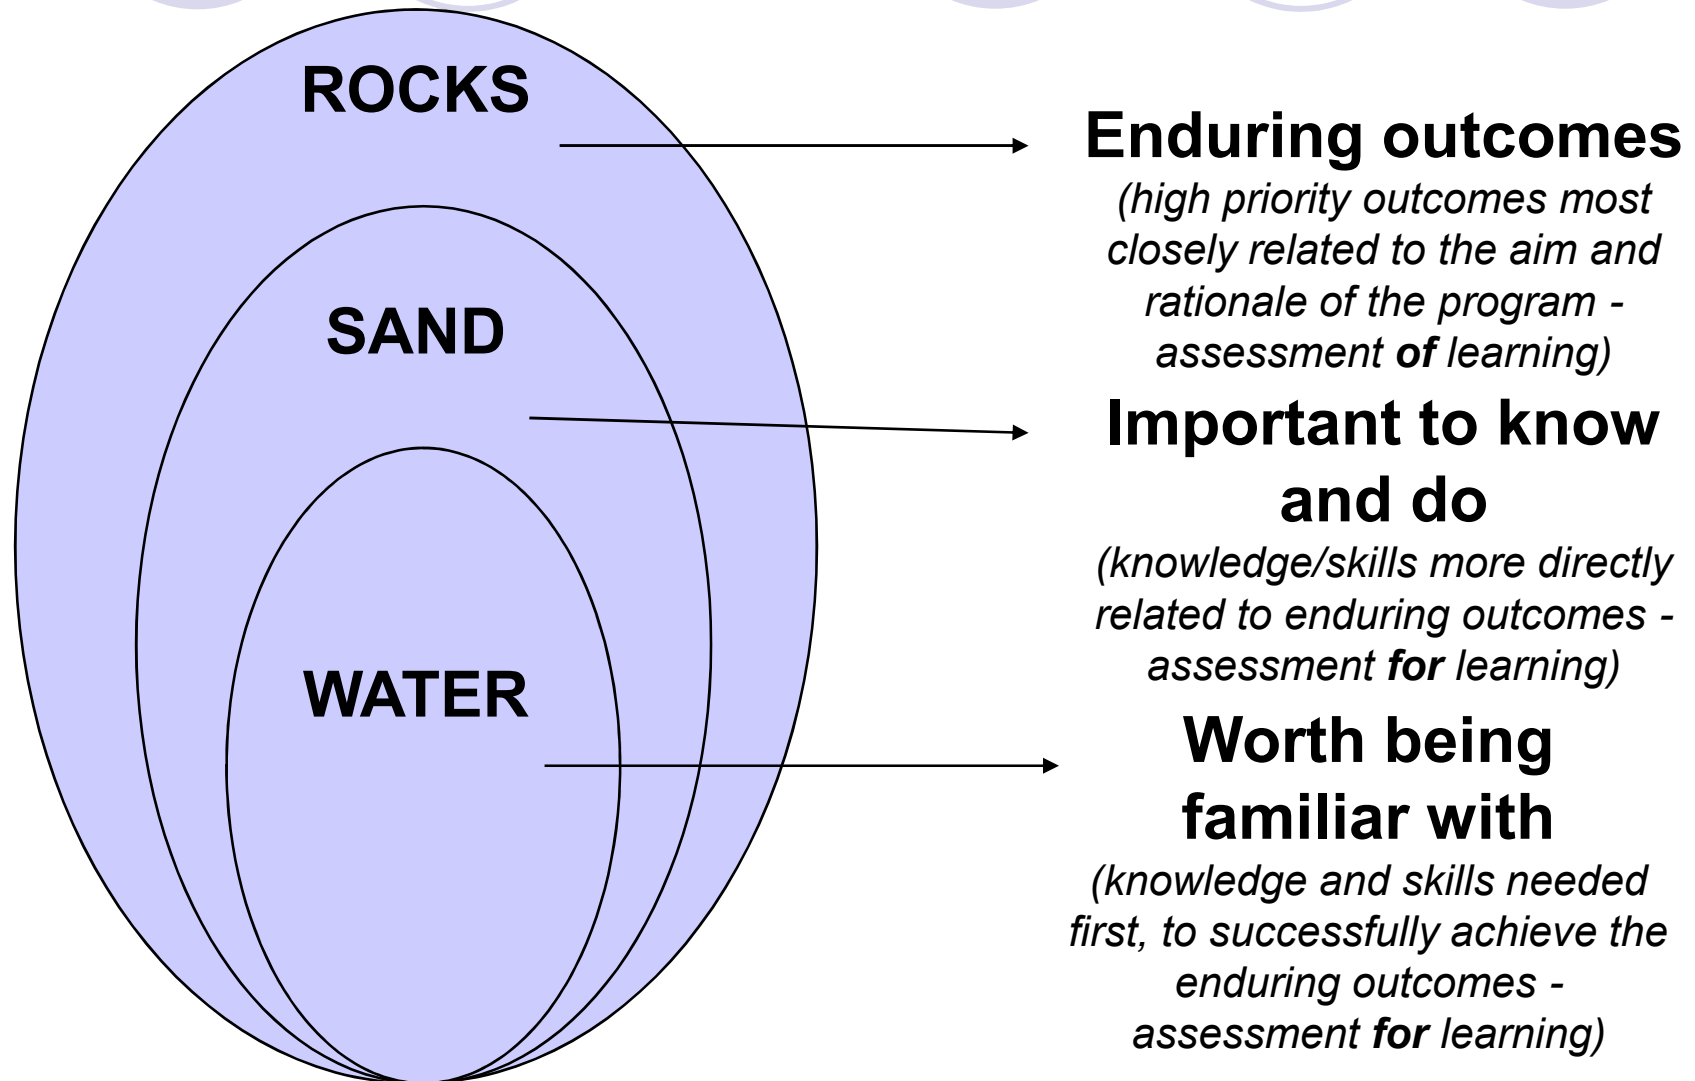 ROCKS
SAND
WATER
Enduring outcomes
(high priority outcomes most
closely related to the aim and
rationale of the program -
assessment of learning)
Important to know
and do
(knowledge/skills more directly
related to enduring outcomes -
assessment for learning)
Worth being
familiar with
(knowledge and skills needed
first, to successfully achieve the
enduring outcomes -
assessment for learning)